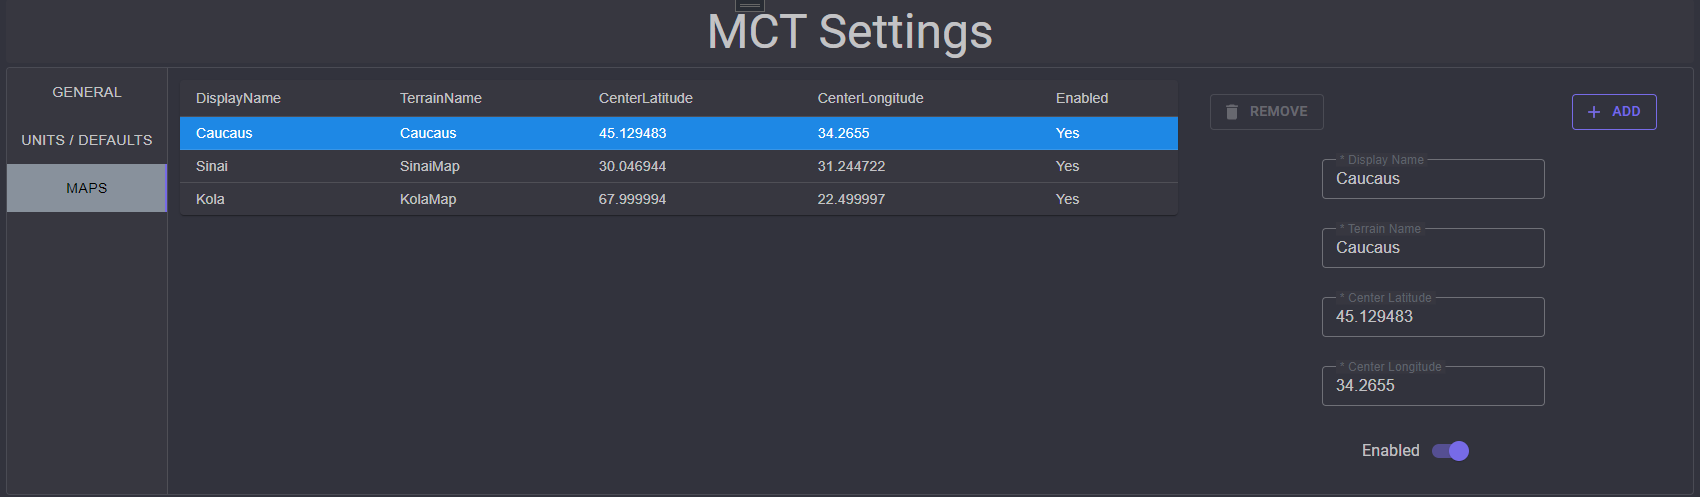 MCT Settings
GENERAL
UNITS / DEFAULTS
MAPS
DisplayName TerrainName CenterLatitude CenterLongitude Enabled
Caucaus Caucaus 45.129483 34.2655 Yes
Sinai SinaiMap 30.046944 31.244722 Yes
Kola KolaMap 67.999994 22.499997 Yes
REMOVE
+ ADD
* Display Name
Caucaus
* Terrain Name
Caucaus
* Center Latitude
45.129483
* Center Longitude
34.2655
Enabled